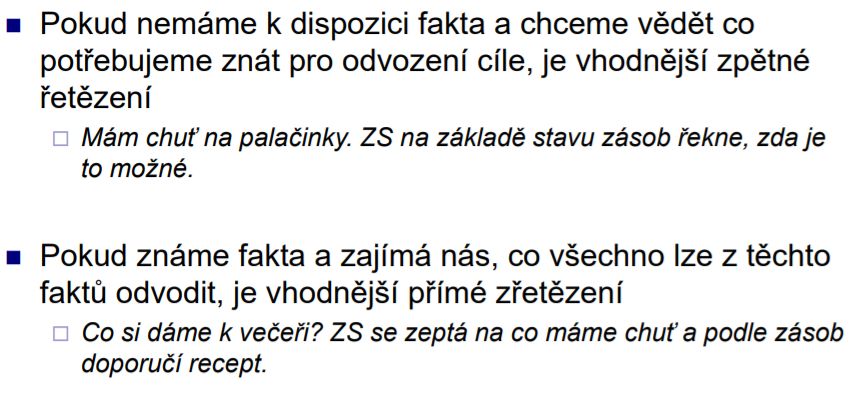 Pokud nemáme k dispozici fakta a chceme vědět co
potřebujeme znát pro odvození cíle, je vhodnější zpětné
řetězení
Mám chuť na palačinky. ZS na základě stavu zásob řekne, zda je
to možné.
Pokud známe fakta a zajímá nás, co všechno lze z těchto
faktů odvodit, je vhodnější přímé zřetězení
Co si dáme k večeři? ZS se zeptá na co máme chuť a podle zásob
doporučí recept.